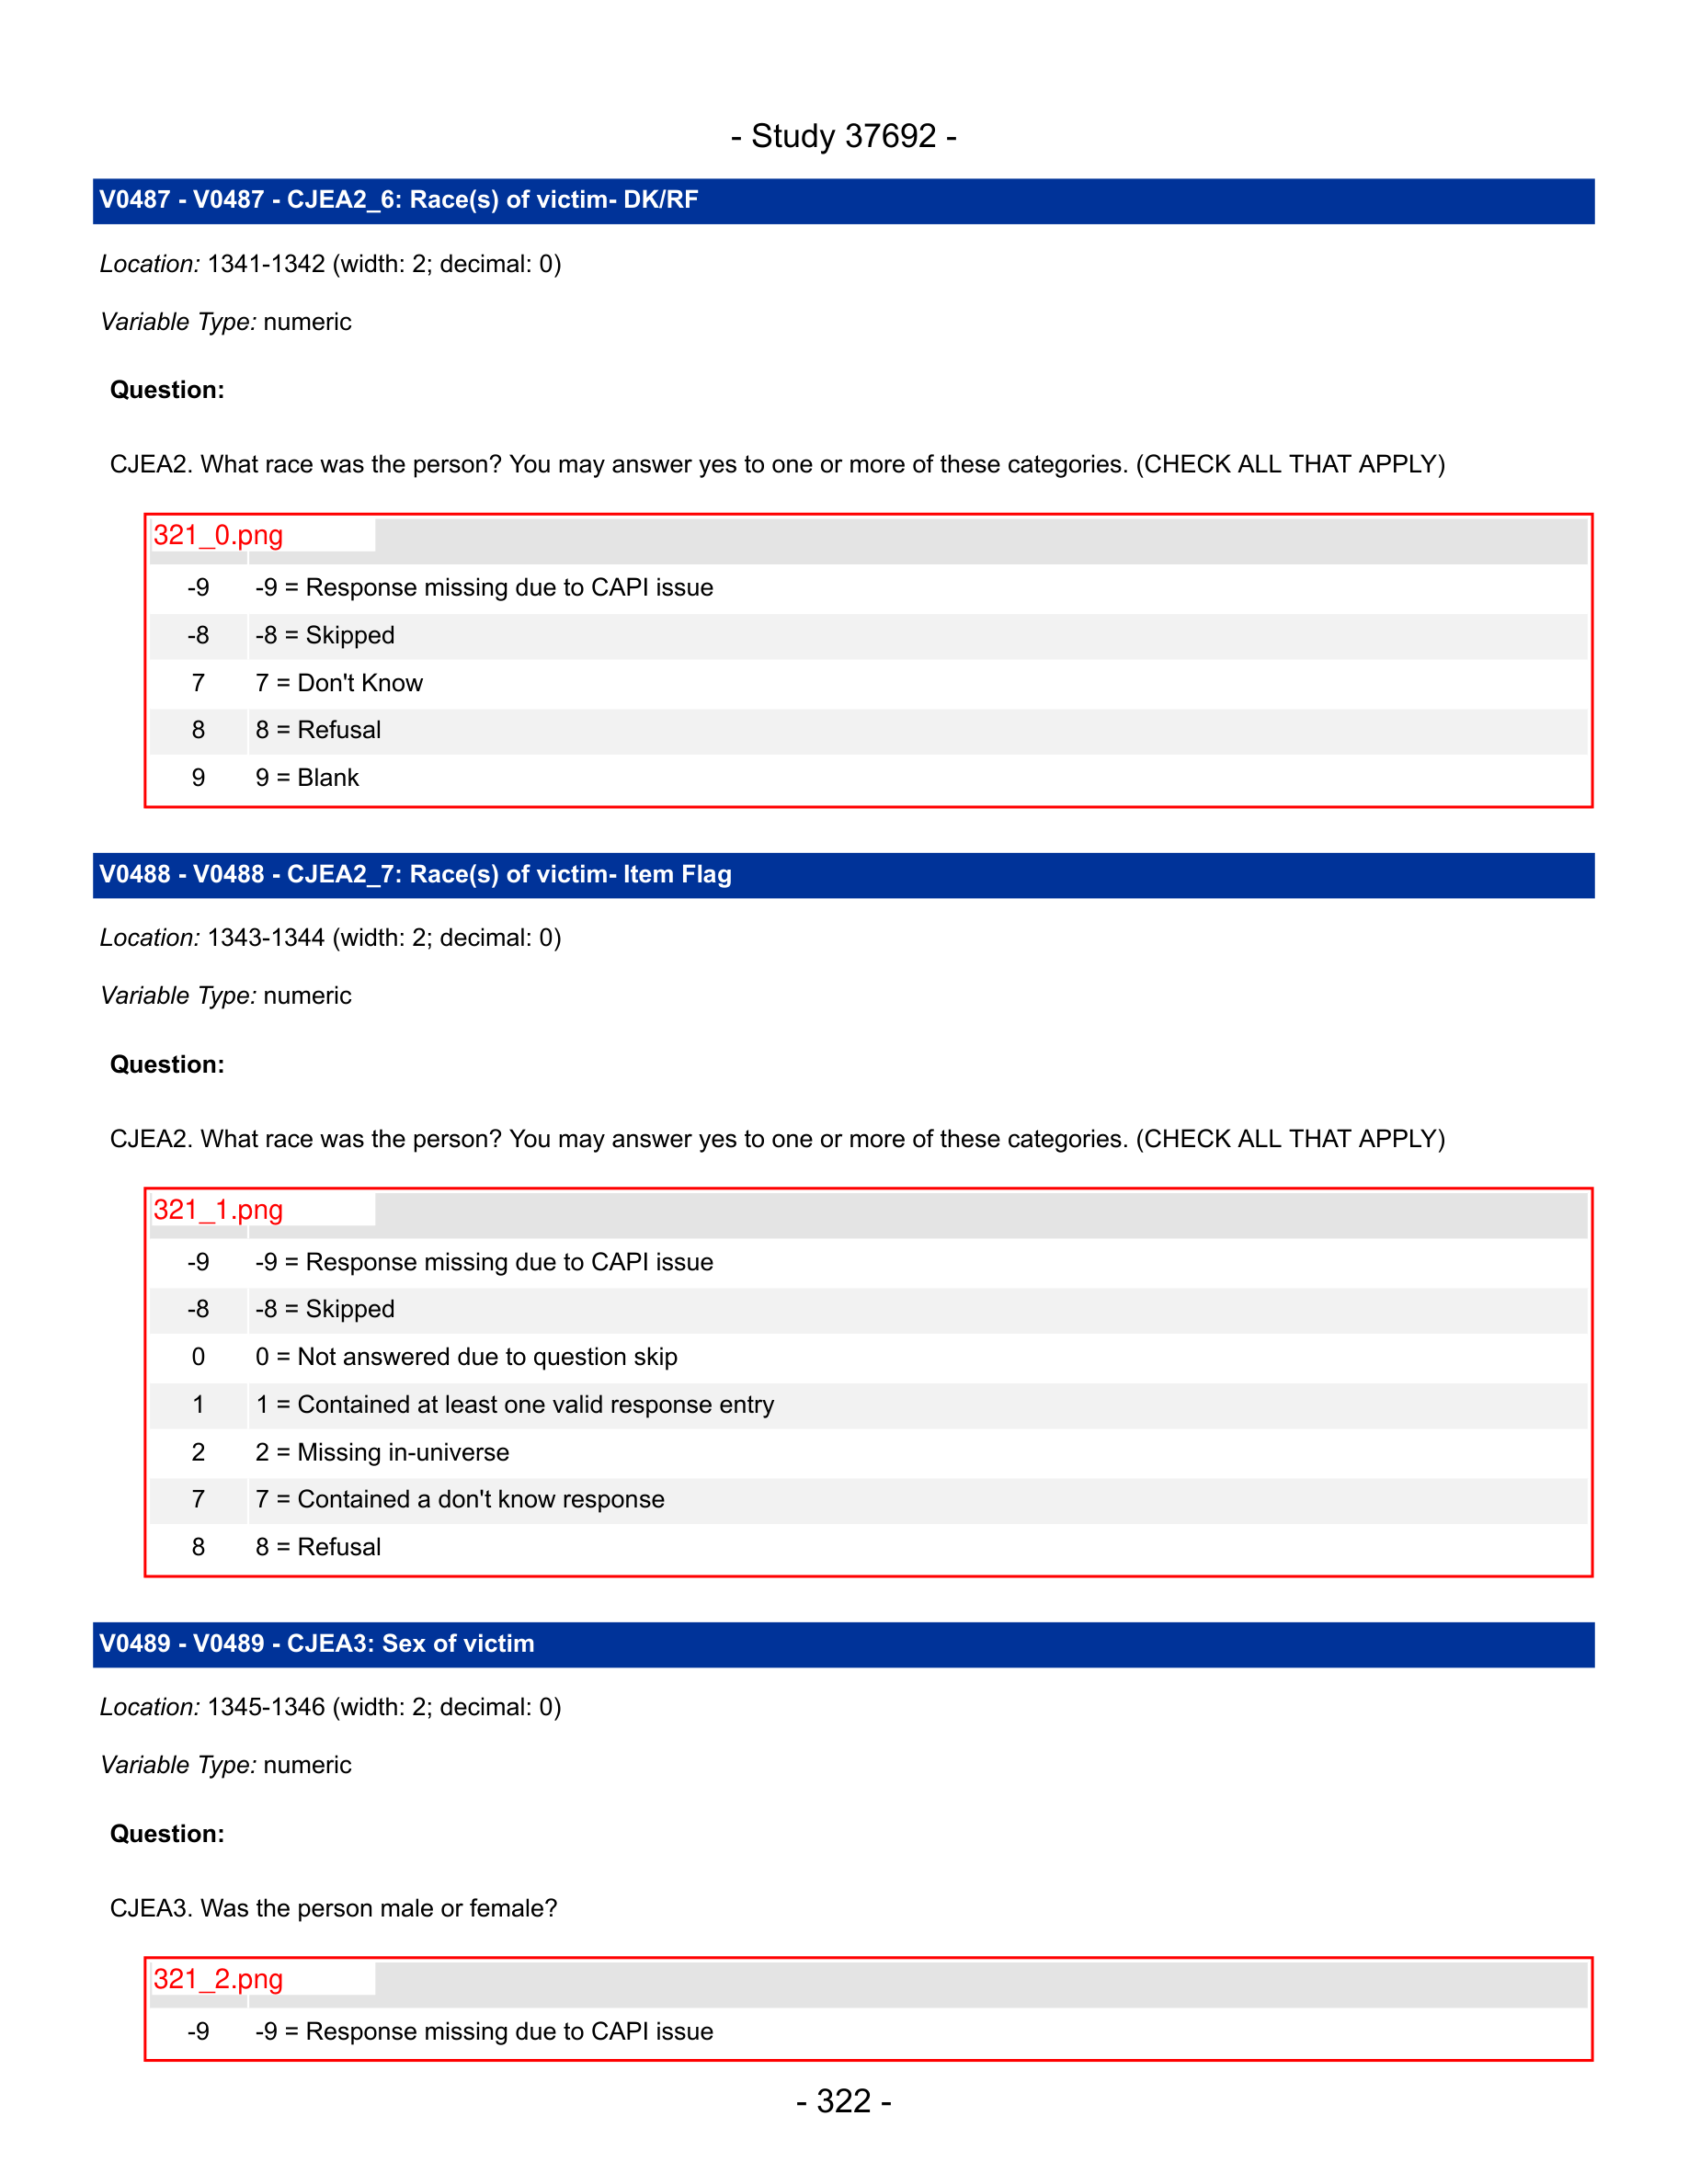 - Study 37692 -
V0487 - V0487 - CJEA2_6: Race(s) of victim- DK/RF
Location: 1341-1342 (width: 2; decimal: 0)
Variable Type: numeric
Question:
CJEA2. What race was the person? You may answer yes to one or more of these categories. (CHECK ALL THAT APPLY)
321_0.png
-9 -9 = Response missing due to CAPI issue
-8 -8 = Skipped
7 7 = Don't Know
8 8 = Refusal
9 9 = Blank
V0488 - V0488 - CJEA2_7: Race(s) of victim- Item Flag
Location: 1343-1344 (width: 2; decimal: 0)
Variable Type: numeric
Question:
CJEA2. What race was the person? You may answer yes to one or more of these categories. (CHECK ALL THAT APPLY)
321_1.png
-9 -9 = Response missing due to CAPI issue
-8 -8 = Skipped
0 0 = Not answered due to question skip
1 1 = Contained at least one valid response entry
2 2 = Missing in-universe
7 7 = Contained a don't know response
8 8 = Refusal
V0489 - V0489 - CJEA3: Sex of victim
Location: 1345-1346 (width: 2; decimal: 0)
Variable Type: numeric
Question:
CJEA3. Was the person male or female?
321_2.png
-9 -9 = Response missing due to CAPI issue
- 322 -